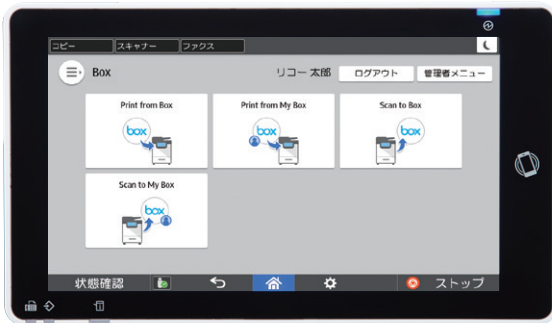 コピー スキャナー ファクス
Box リコー 太郎 ログアウト 管理者メニュー
Print from Box Print from My Box Scan to Box
box box box
Scan to My Box
box
状態確認 ストップ